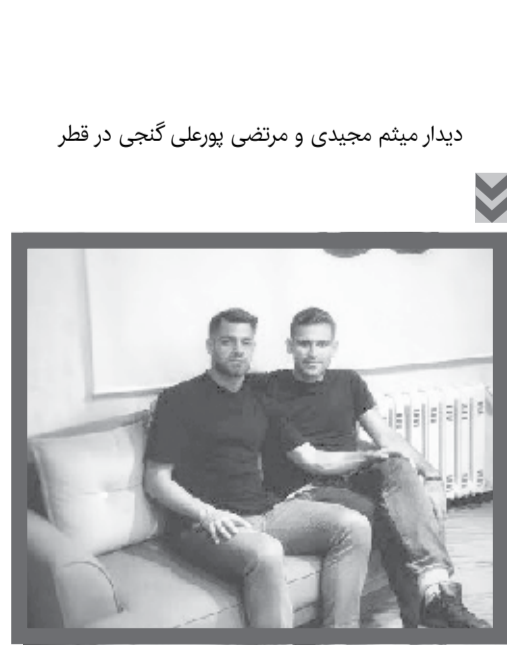 دیدار میثم مجیدی و مرتضی پورعلی گنجی در قطر